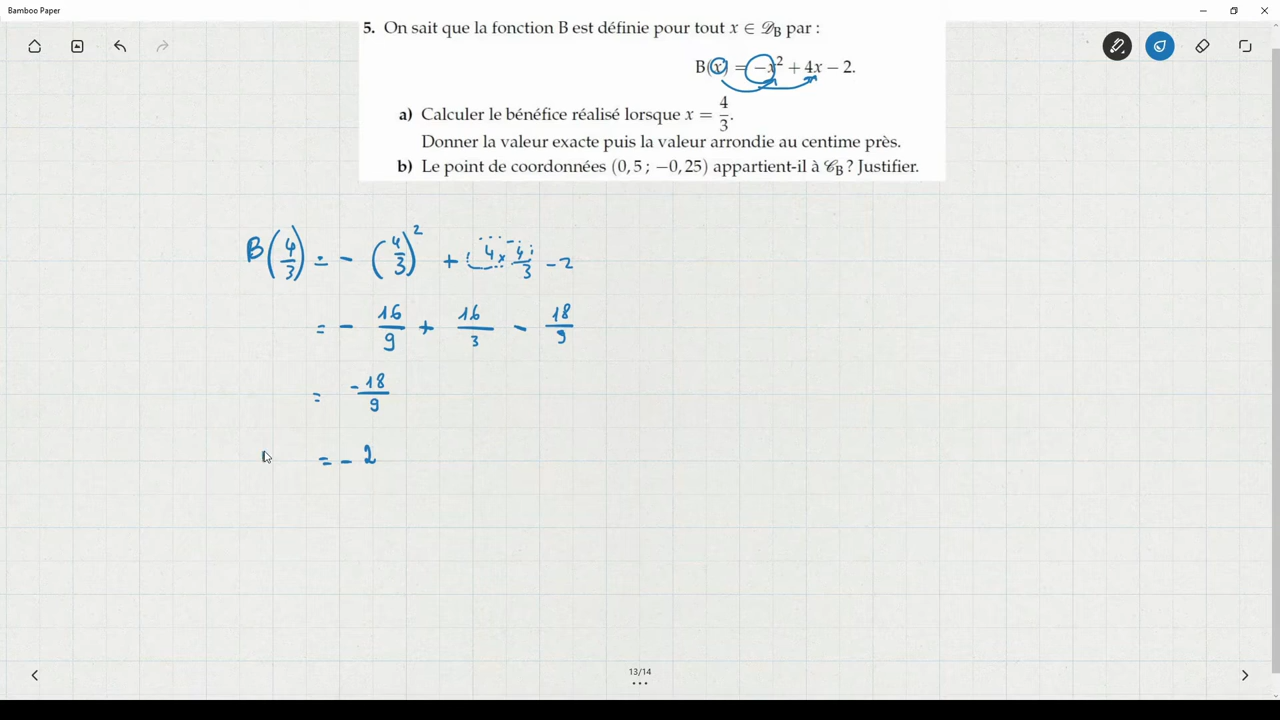 Bamboo Paper
5. On sait que la fonction B est définie pour tout x ∈ 𝒟B par :
B(x) = −x² + 4x − 2.
a) Calculer le bénéfice réalisé lorsque x = 4/3.
Donner la valeur exacte puis la valeur arrondie au centime près.
b) Le point de coordonnées (0,5 ; −0,25) appartient-il à 𝒞B ? Justifier.
B(4/3) = - (4/3)² + 4 × 4/3 - 2
= - 16/9 + 16/3 - 18/9
= -18/9
= - 2
13/14